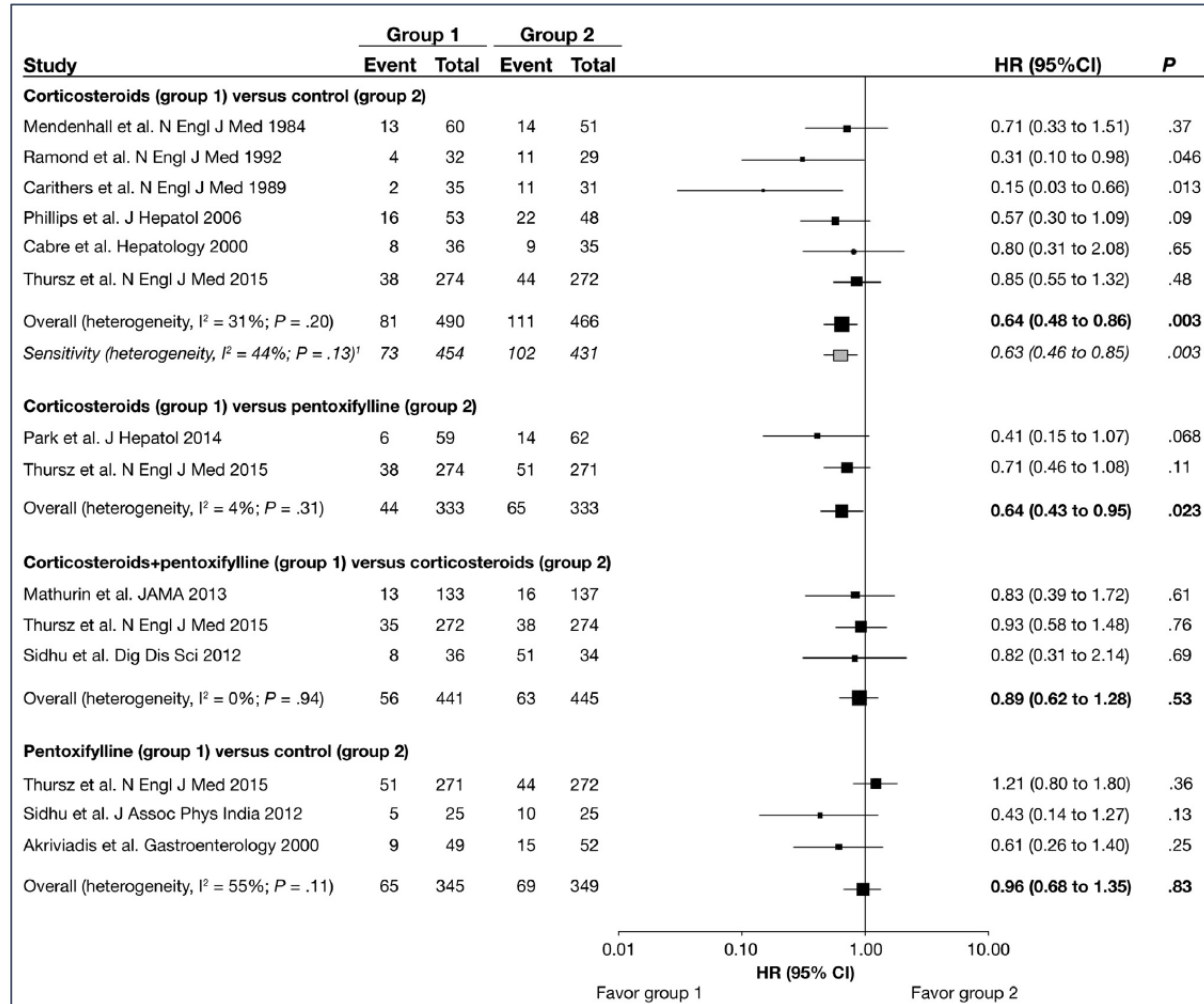 Group 1 Group 2
Study Event Total Event Total HR (95%CI) P
Corticosteroids (group 1) versus control (group 2)
Mendenhall et al. N Engl J Med 1984 13 60 14 51 0.71 (0.33 to 1.51) .37
Ramond et al. N Engl J Med 1992 4 32 11 29 0.31 (0.10 to 0.98) .046
Carithers et al. N Engl J Med 1989 2 35 11 31 0.15 (0.03 to 0.66) .013
Phillips et al. J Hepatol 2006 16 53 22 48 0.57 (0.30 to 1.09) .09
Cabre et al. Hepatology 2000 8 36 9 35 0.80 (0.31 to 2.08) .65
Thursz et al. N Engl J Med 2015 38 274 44 272 0.85 (0.55 to 1.32) .48
Overall (heterogeneity, I² = 31%; P = .20) 81 490 111 466 0.64 (0.48 to 0.86) .003
Sensitivity (heterogeneity, I² = 44%; P = .13)¹ 73 454 102 431 0.63 (0.46 to 0.85) .003
Corticosteroids (group 1) versus pentoxifylline (group 2)
Park et al. J Hepatol 2014 6 59 14 62 0.41 (0.15 to 1.07) .068
Thursz et al. N Engl J Med 2015 38 274 51 271 0.71 (0.46 to 1.08) .11
Overall (heterogeneity, I² = 4%; P = .31) 44 333 65 333 0.64 (0.43 to 0.95) .023
Corticosteroids+pentoxifylline (group 1) versus corticosteroids (group 2)
Mathurin et al. JAMA 2013 13 133 16 137 0.83 (0.39 to 1.72) .61
Thursz et al. N Engl J Med 2015 35 272 38 274 0.93 (0.58 to 1.48) .76
Sidhu et al. Dig Dis Sci 2012 8 36 51 34 0.82 (0.31 to 2.14) .69
Overall (heterogeneity, I² = 0%; P = .94) 56 441 63 445 0.89 (0.62 to 1.28) .53
Pentoxifylline (group 1) versus control (group 2)
Thursz et al. N Engl J Med 2015 51 271 44 272 1.21 (0.80 to 1.80) .36
Sidhu et al. J Assoc Phys India 2012 5 25 10 25 0.43 (0.14 to 1.27) .13
Akriviadis et al. Gastroenterology 2000 9 49 15 52 0.61 (0.26 to 1.40) .25
Overall (heterogeneity, I² = 55%; P = .11) 65 345 69 349 0.96 (0.68 to 1.35) .83
0.01 0.10 1.00 10.00
HR (95% CI)
Favor group 1 Favor group 2